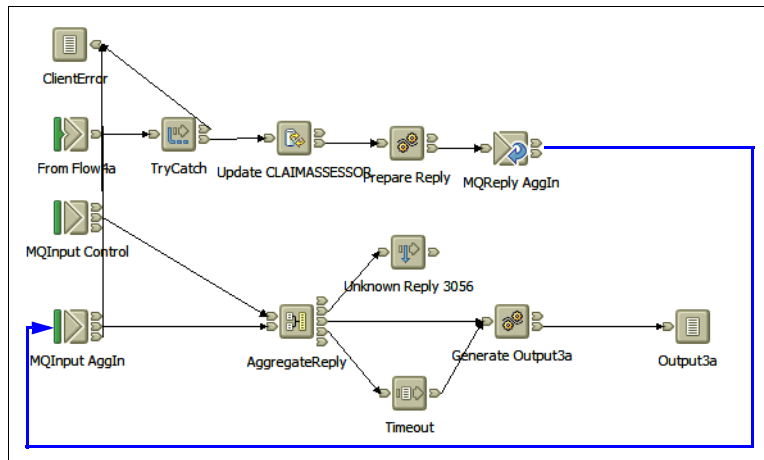 ClientError
From Flow4a
TryCatch
Update CLAIMASSESSOR
Prepare Reply
MQReply AggIn
MQInput Control
Unknown Reply 3056
MQInput AggIn
AggregateReply
Generate Output3a
Output3a
Timeout